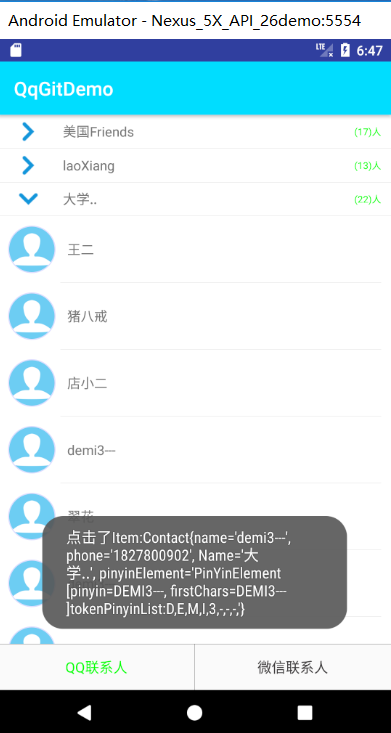 Android Emulator - Nexus_5X_API_26demo:5554
LTE 6:47
QqGitDemo
美国Friends (17)人
laoXiang (13)人
大学.. (22)人
王二
猪八戒
店小二
demi3---
翠花
点击了Item:Contact{name='demi3---',
phone='1827800902', Name='大
学..', pinyinElement='PinYinElement
[pinyin=DEMI3---, firstChars=DEMI3---
]tokenPinyinList:D,E,M,I,3,-,-,-,'}
QQ联系人 微信联系人